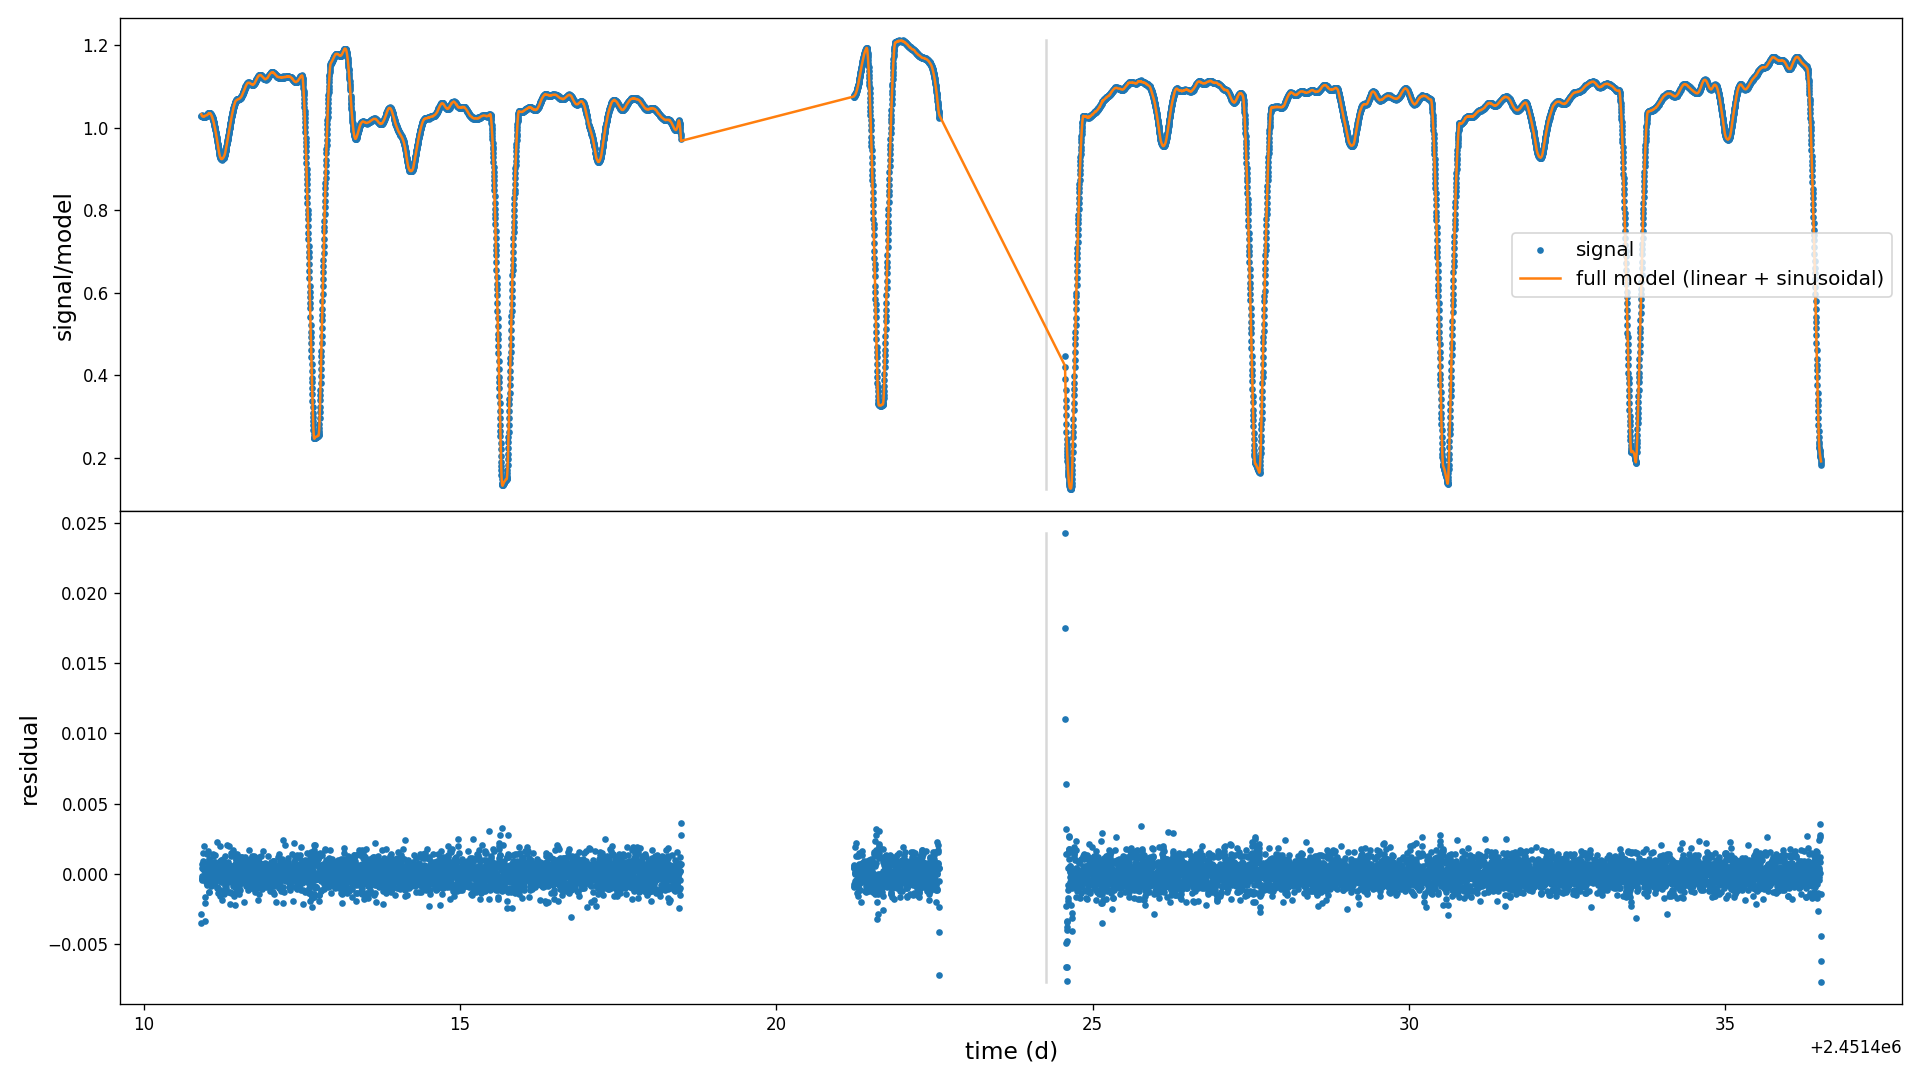 1.2
1.0
0.8
0.6
0.4
0.2
signal/model
signal
full model (linear + sinusoidal)
0.025
0.020
0.015
0.010
0.005
0.000
−0.005
residual
10 15 20 25 30 35
time (d)
+2.4514e6